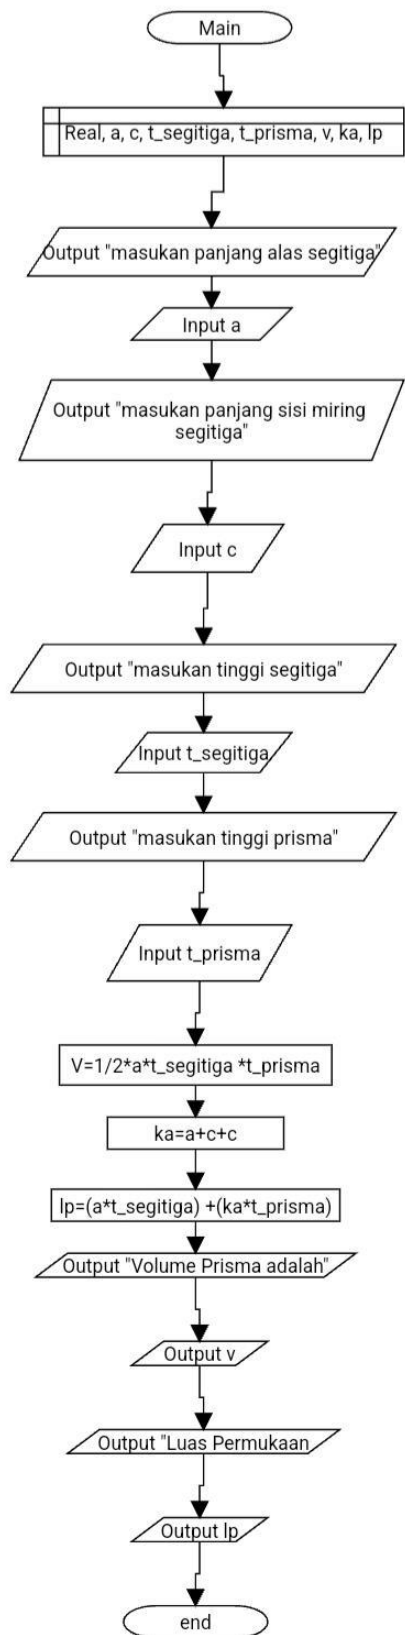 Main
Real, a, c, t_segitiga, t_prisma, v, ka, lp
Output "masukan panjang alas segitiga"
Input a
Output "masukan panjang sisi miring
segitiga"
Input c
Output "masukan tinggi segitiga"
Input t_segitiga
Output "masukan tinggi prisma"
Input t_prisma
V=1/2*a*t_segitiga *t_prisma
ka=a+c+c
lp=(a*t_segitiga) +(ka*t_prisma)
Output "Volume Prisma adalah"
Output v
Output "Luas Permukaan
Output lp
end